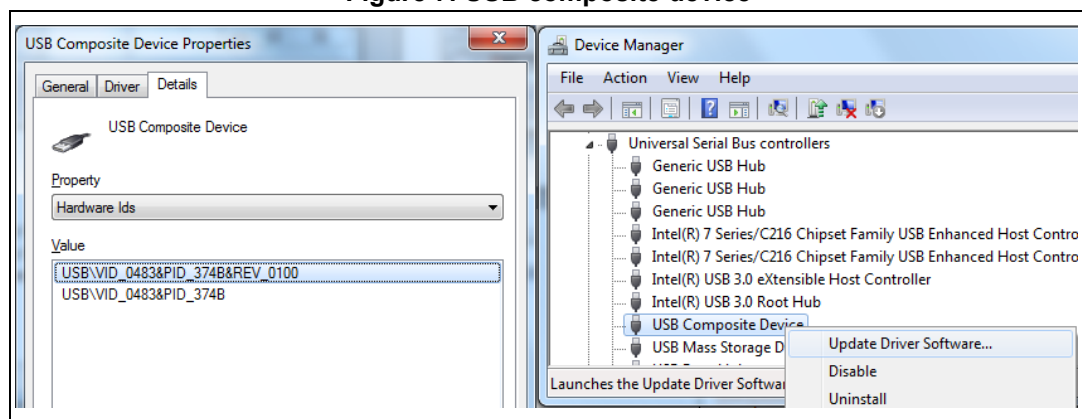 USB Composite Device Properties
General Driver Details
USB Composite Device
Property
Hardware Ids
Value
USB\VID_0483&PID_374B&REV_0100
USB\VID_0483&PID_374B
Device Manager
File Action View Help
Universal Serial Bus controllers
Generic USB Hub
Generic USB Hub
Generic USB Hub
Intel(R) 7 Series/C216 Chipset Family USB Enhanced Host Contro
Intel(R) 7 Series/C216 Chipset Family USB Enhanced Host Contro
Intel(R) USB 3.0 eXtensible Host Controller
Intel(R) USB 3.0 Root Hub
USB Composite Device
USB Mass Storage D
Launches the Update Driver Softwa
Update Driver Software...
Disable
Uninstall